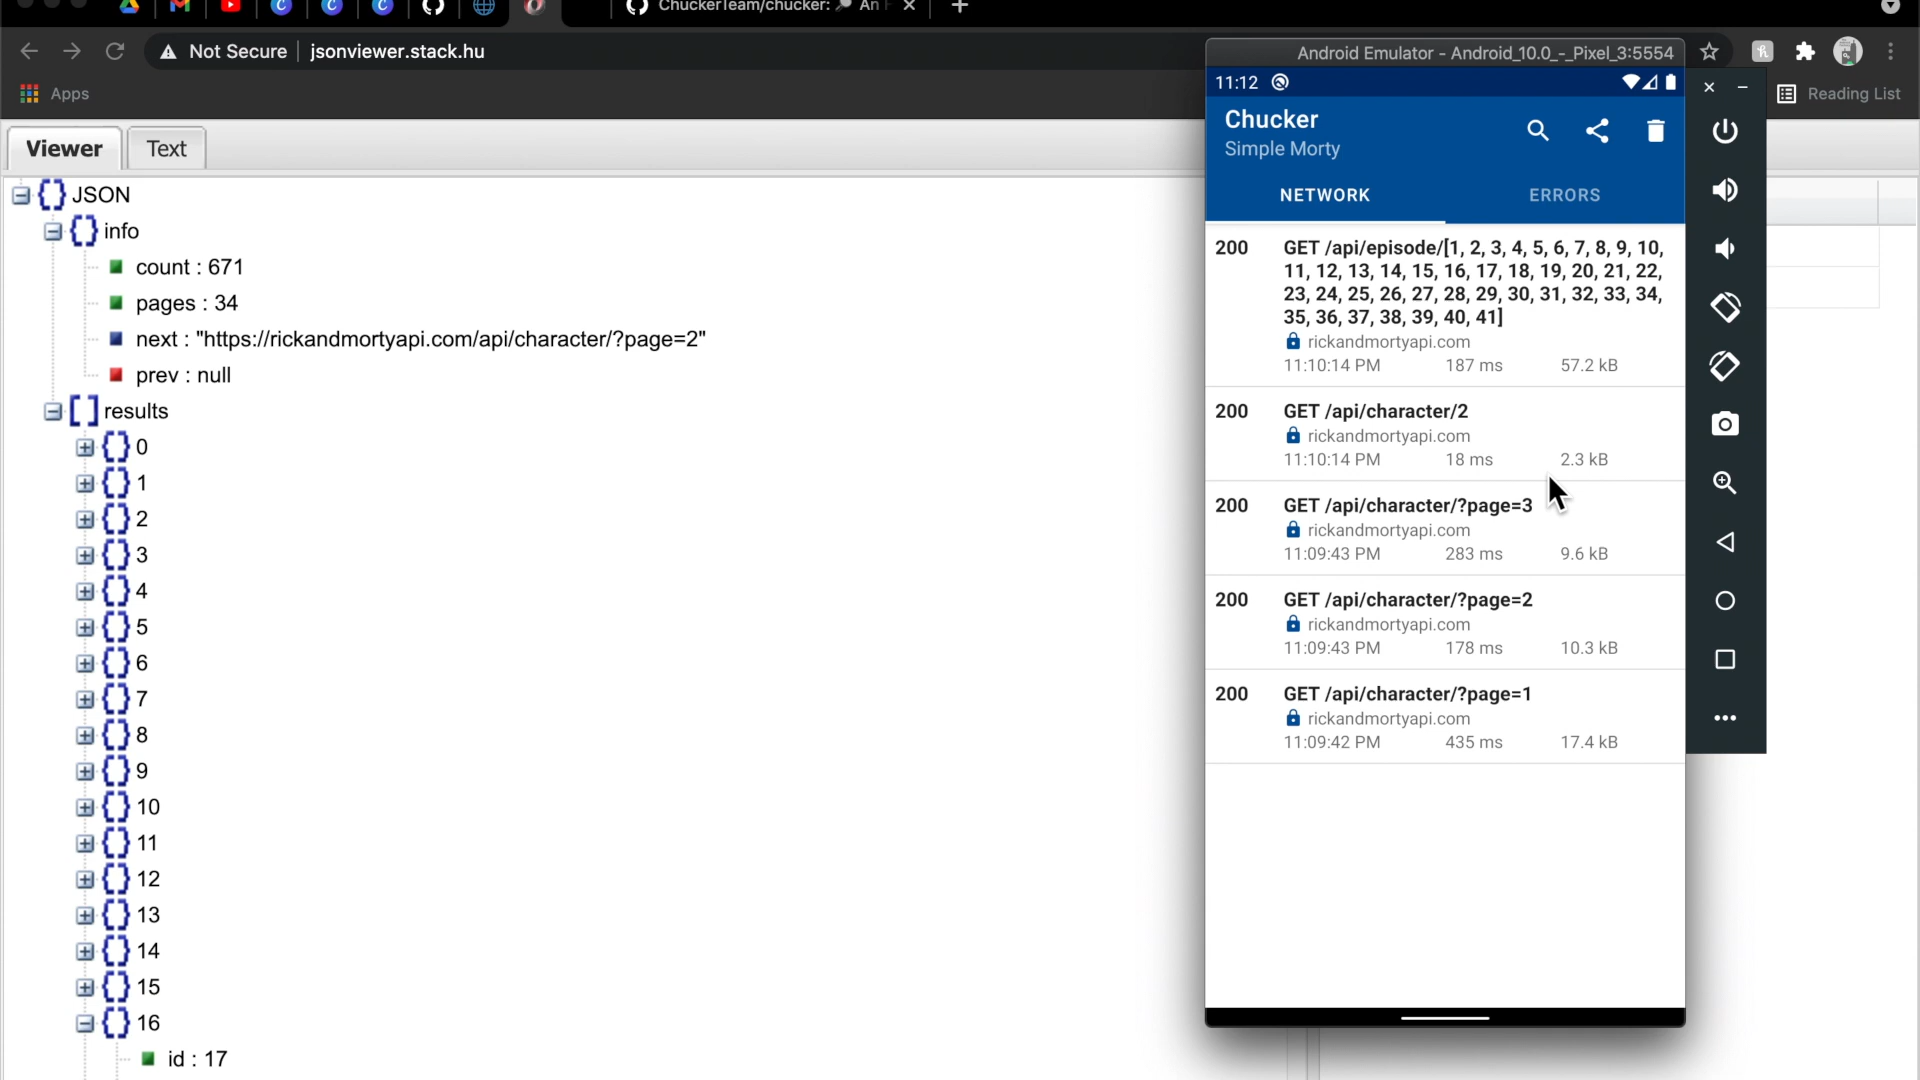 ChuckerTeam/chucker: 🔎 An
Not Secure
jsonviewer.stack.hu
Apps
Reading List
Viewer
Text
JSON
info
count : 671
pages : 34
next : "https://rickandmortyapi.com/api/character/?page=2"
prev : null
results
0
1
2
3
4
5
6
7
8
9
10
11
12
13
14
15
16
id : 17
Android Emulator - Android_10.0_-_Pixel_3:5554
11:12
Chucker
Simple Morty
NETWORK
ERRORS
200
GET /api/episode/[1, 2, 3, 4, 5, 6, 7, 8, 9, 10,
11, 12, 13, 14, 15, 16, 17, 18, 19, 20, 21, 22,
23, 24, 25, 26, 27, 28, 29, 30, 31, 32, 33, 34,
35, 36, 37, 38, 39, 40, 41]
rickandmortyapi.com
11:10:14 PM 187 ms 57.2 kB
200 GET /api/character/2
rickandmortyapi.com
11:10:14 PM 18 ms 2.3 kB
200 GET /api/character/?page=3
rickandmortyapi.com
11:09:43 PM 283 ms 9.6 kB
200 GET /api/character/?page=2
rickandmortyapi.com
11:09:43 PM 178 ms 10.3 kB
200 GET /api/character/?page=1
rickandmortyapi.com
11:09:42 PM 435 ms 17.4 kB